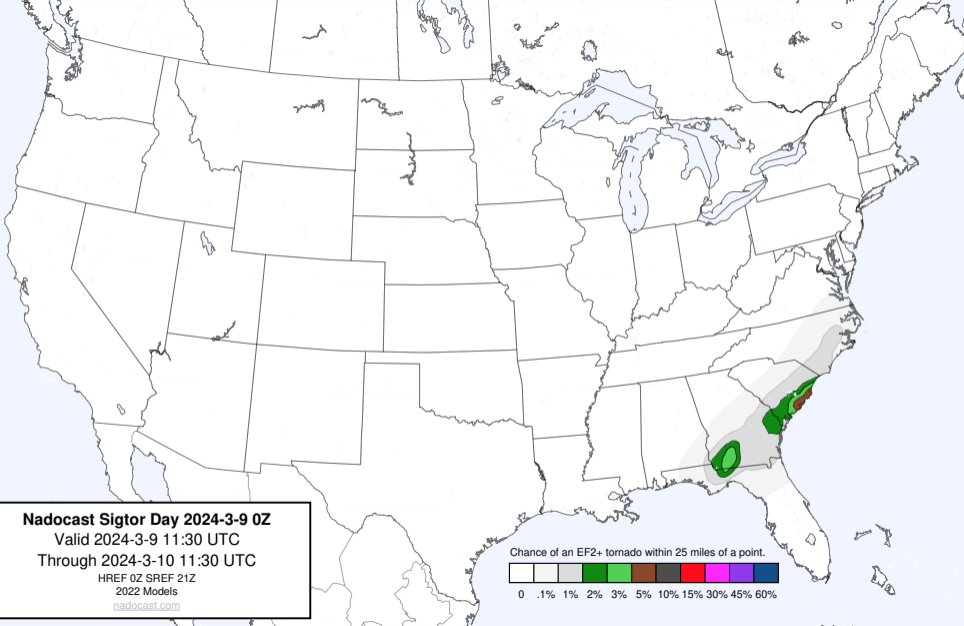 Nadocast Sigtor Day 2024-3-9 0Z
Valid 2024-3-9 11:30 UTC
Through 2024-3-10 11:30 UTC
HREF 0Z SREF 21Z
2022 Models
nadocast.com
Chance of an EF2+ tornado within 25 miles of a point.
0 .1% 1% 2% 3% 5% 10% 15% 30% 45% 60%